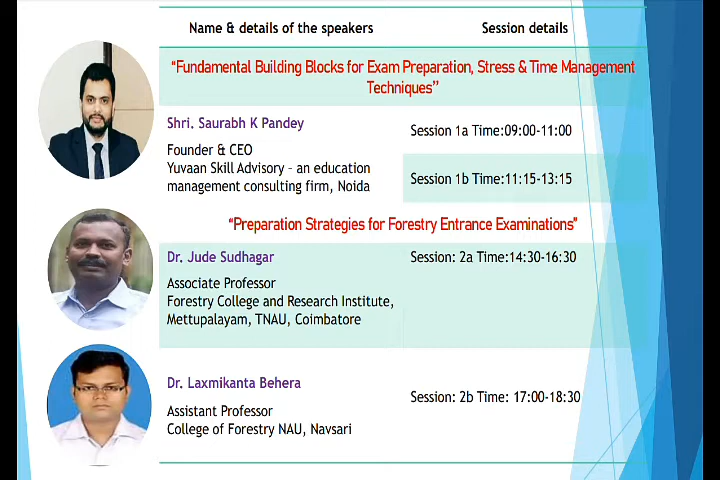 Name & details of the speakers
Session details
“Fundamental Building Blocks for Exam Preparation, Stress & Time Management
Techniques”
Shri. Saurabh K Pandey
Session 1a Time:09:00-11:00
Founder & CEO
Yuvaan Skill Advisory – an education
management consulting firm, Noida
Session 1b Time:11:15-13:15
“Preparation Strategies for Forestry Entrance Examinations”
Dr. Jude Sudhagar
Session: 2a Time:14:30-16:30
Associate Professor
Forestry College and Research Institute,
Mettupalayam, TNAU, Coimbatore
Dr. Laxmikanta Behera
Session: 2b Time: 17:00-18:30
Assistant Professor
College of Forestry NAU, Navsari